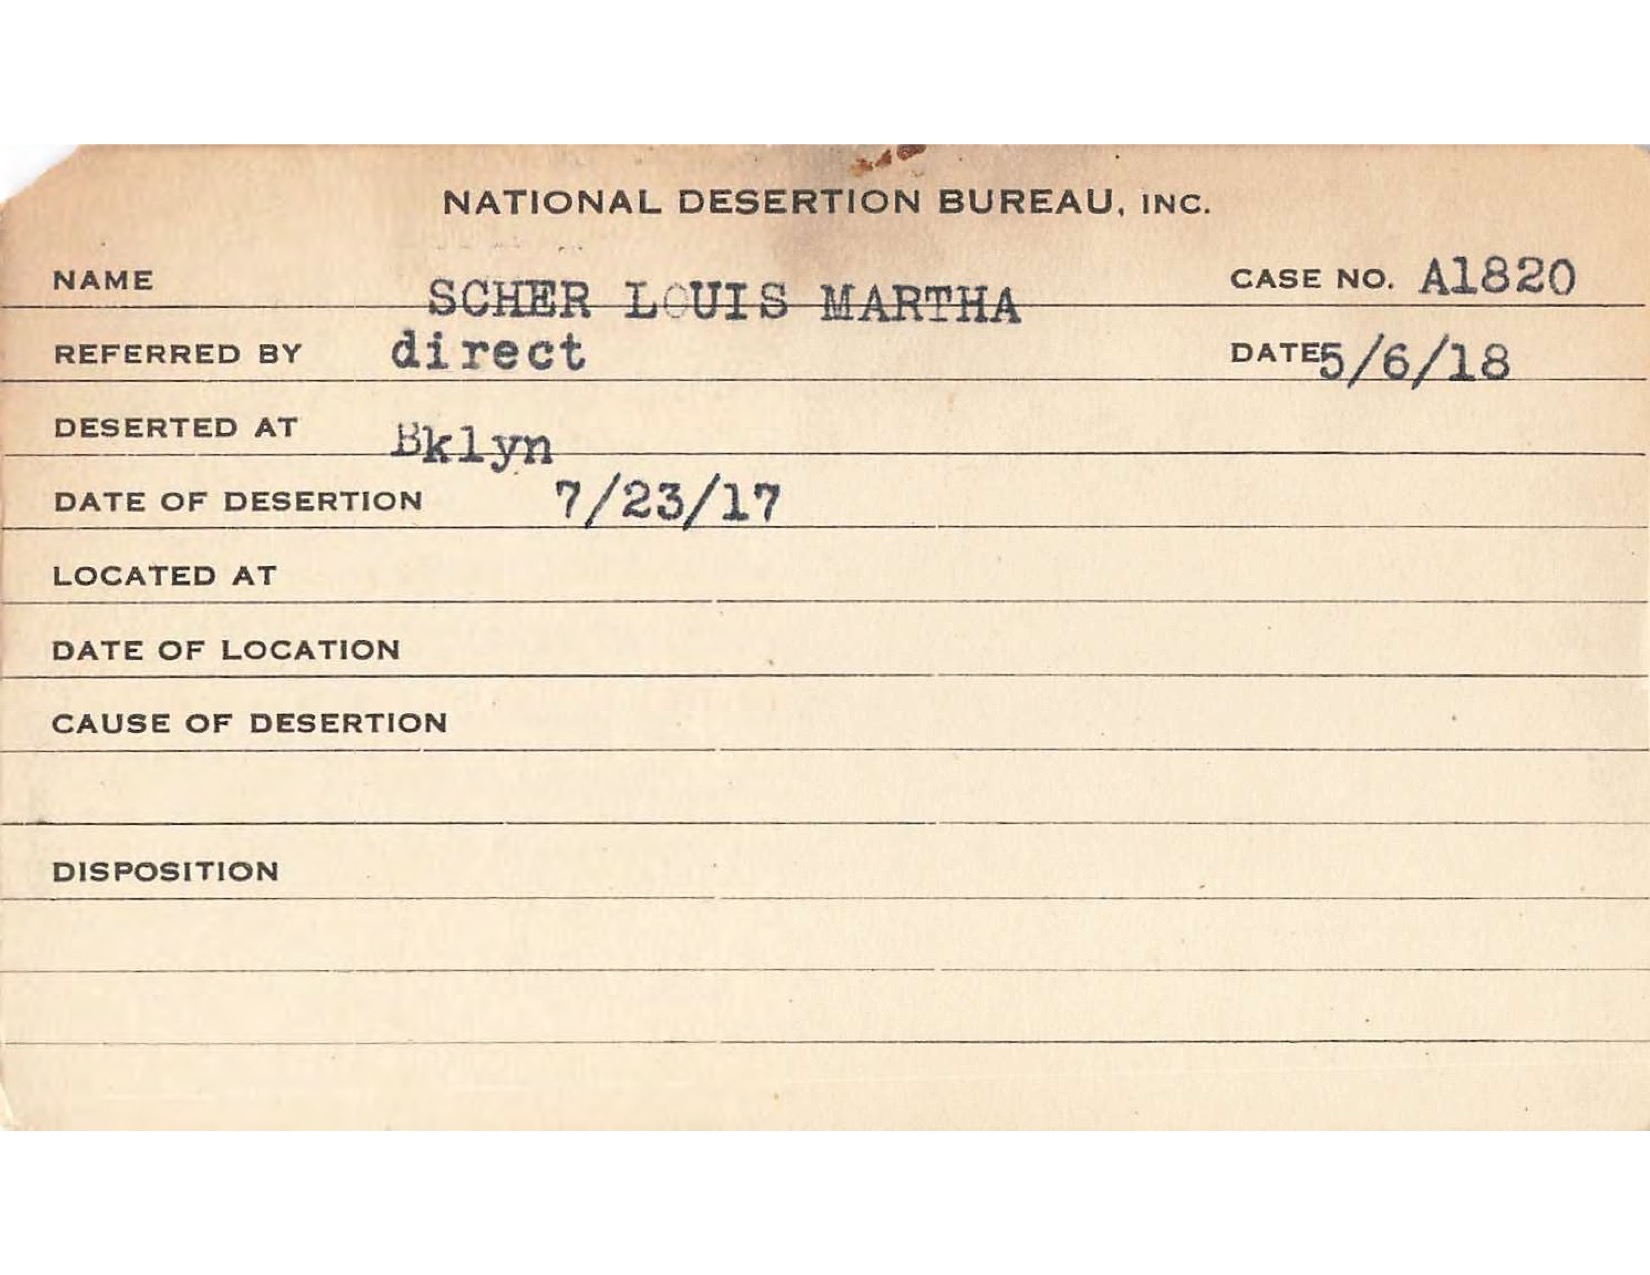 NATIONAL DESERTION BUREAU, INC.
NAME SCHER LOUIS MARTHA CASE NO. A1820
REFERRED BY direct DATE 5/6/18
DESERTED AT Bklyn
DATE OF DESERTION 7/23/17
LOCATED AT
DATE OF LOCATION
CAUSE OF DESERTION
DISPOSITION